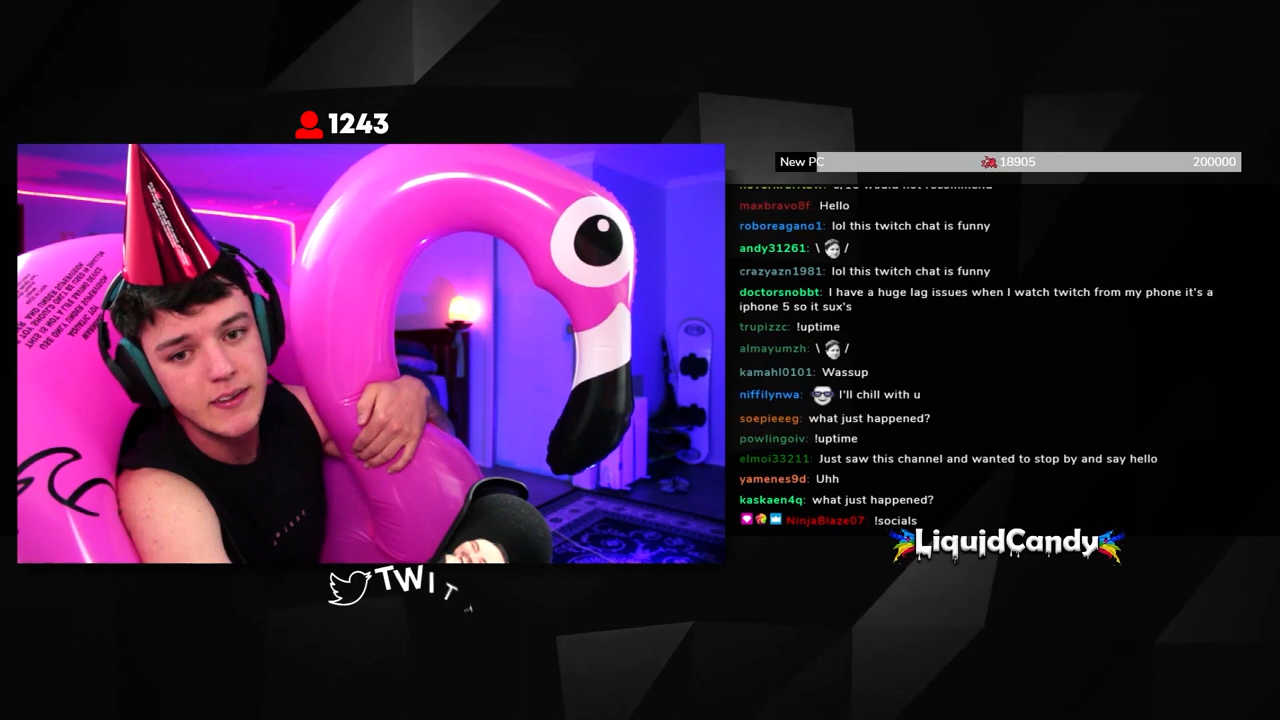 1243
New PC 18905 200000
maxbravo8f: Hello
roboreagano1: lol this twitch chat is funny
andy31261: \ /
crazyazn1981: lol this twitch chat is funny
doctorsnobbt: I have a huge lag issues when I watch twitch from my phone it's a
iphone 5 so it sux's
trupizzc: !uptime
almayumzh: \ /
kamahl0101: Wassup
niffilynwa: I'll chill with u
soepieeeg: what just happened?
powlingoiv: !uptime
elmoi33211: Just saw this channel and wanted to stop by and say hello
yamenes9d: Uhh
kaskaen4q: what just happened?
NinjaBlaze07: !socials
LiquidCandy
TWIT